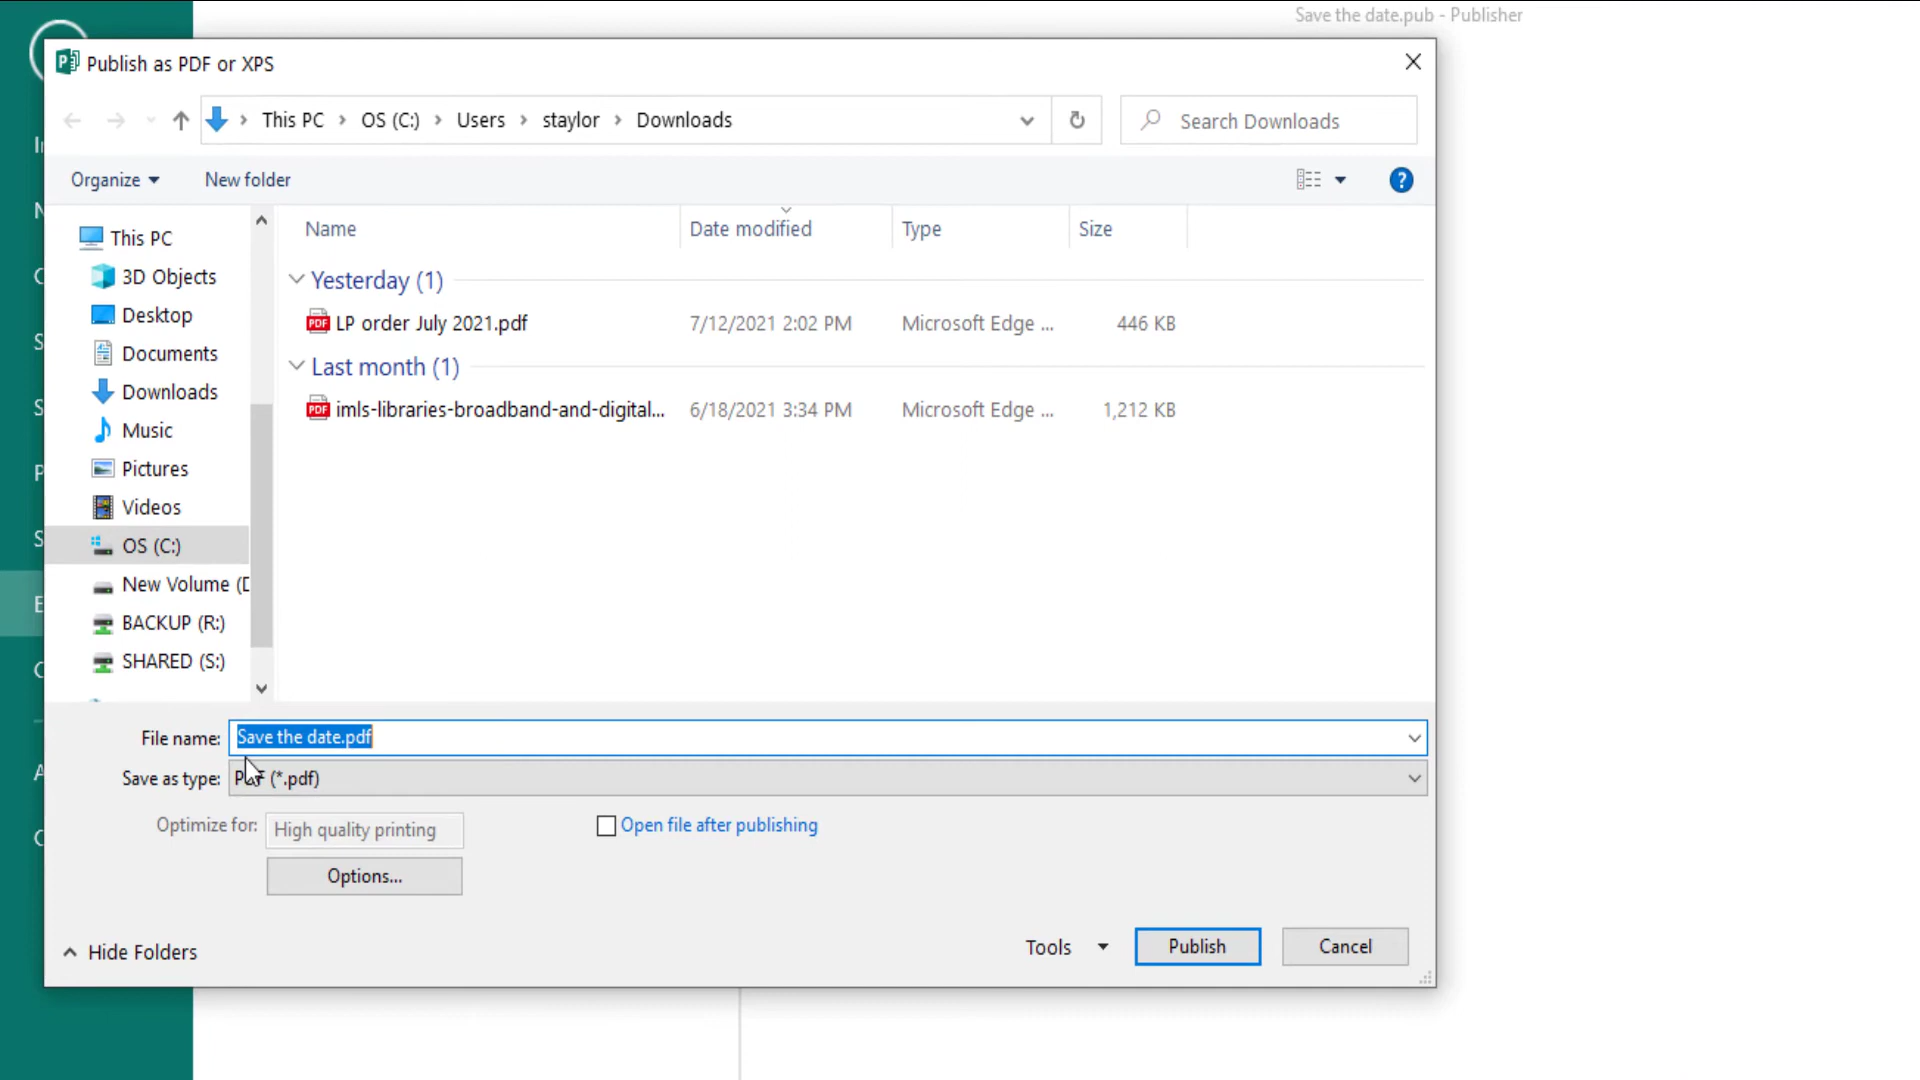 Save the date.pub - Publisher
Publish as PDF or XPS
This PC > OS (C:) > Users > staylor > Downloads
Search Downloads
Organize
New folder
Name
Date modified
Type
Size
This PC
3D Objects
Desktop
Documents
Downloads
Music
Pictures
Videos
OS (C:)
New Volume (D
BACKUP (R:)
SHARED (S:)
Yesterday (1)
LP order July 2021.pdf 7/12/2021 2:02 PM Microsoft Edge ... 446 KB
Last month (1)
imls-libraries-broadband-and-digital... 6/18/2021 3:34 PM Microsoft Edge ... 1,212 KB
File name: Save the date.pdf
Save as type: PDF (*.pdf)
Optimize for: High quality printing
Open file after publishing
Options...
Hide Folders
Tools
Publish
Cancel